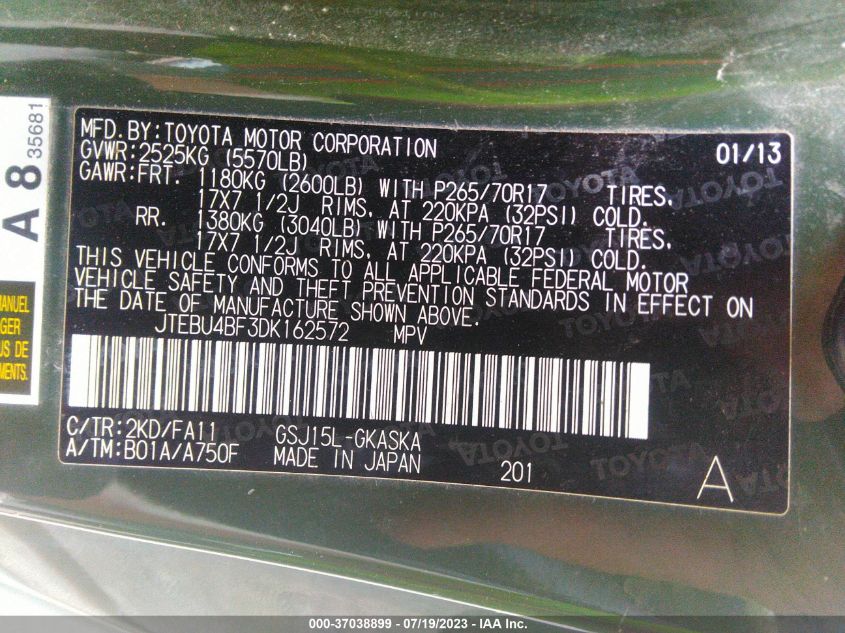 A 8
35681
MANUEL
MENTS.
MFD.BY:TOYOTA MOTOR CORPORATION 01/13
GVWR:2525KG (5570LB)
GAWR:FRT. 1180KG (2600LB) WITH P265/70R17 TIRES,
17X7 1/2J RIMS, AT 220KPA (32PSI) COLD.
RR. 1380KG (3040LB) WITH P265/70R17 TIRES,
17X7 1/2J RIMS, AT 220KPA (32PSI) COLD.
THIS VEHICLE CONFORMS TO ALL APPLICABLE FEDERAL MOTOR
VEHICLE SAFETY AND THEFT PREVENTION STANDARDS IN EFFECT ON
THE DATE OF MANUFACTURE SHOWN ABOVE.
JTEBU4BF3DK162572 MPV
C/TR:2KD/FA11 GSJ15L-GKASKA
A/TM:B01A/A750F MADE IN JAPAN 201 A
000-37038899 - 07/19/2023 - IAA Inc.